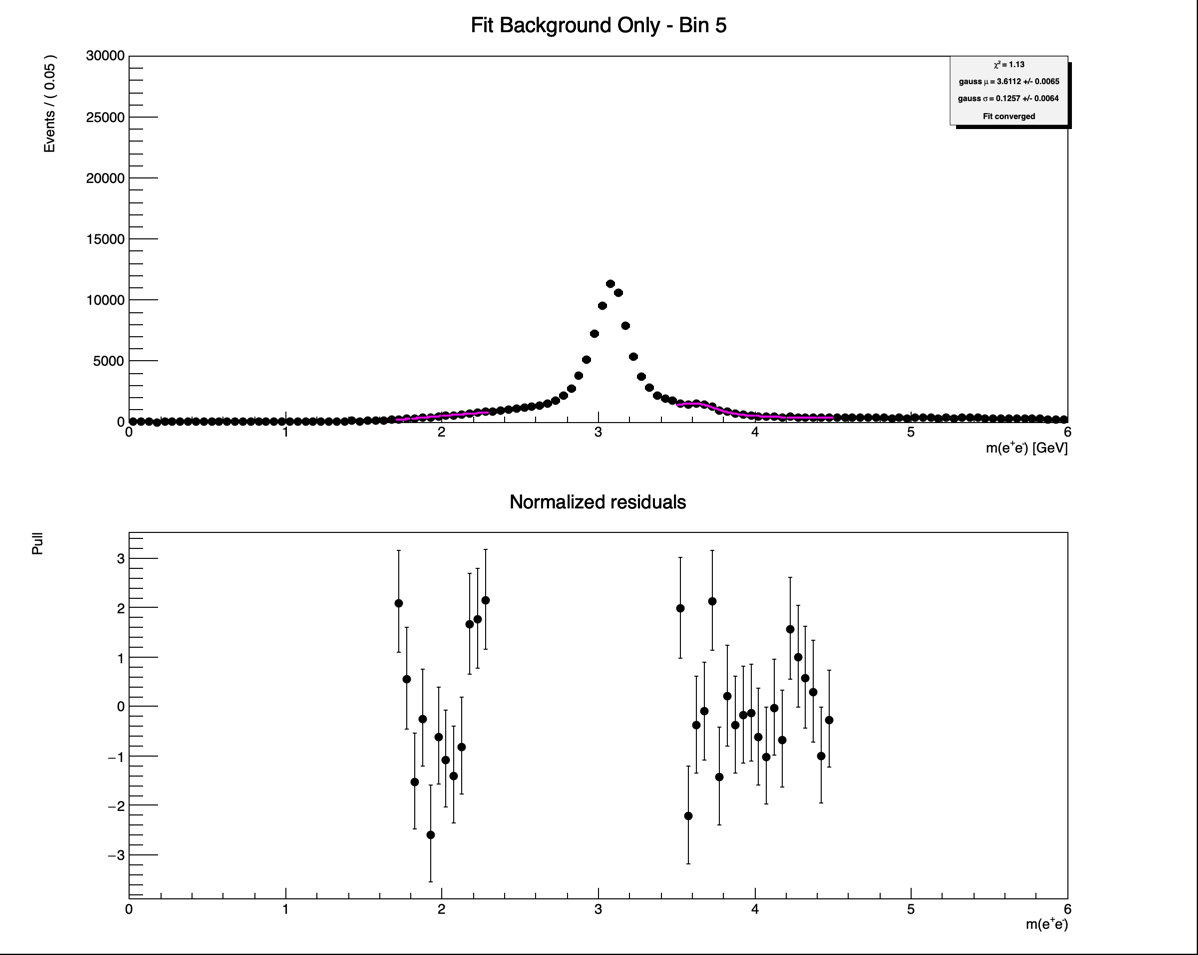 Fit Background Only - Bin 5
Events / ( 0.05 )
30000
25000
20000
15000
10000
5000
0
χ² = 1.13
gauss μ = 3.6112 +/- 0.0065
gauss σ = 0.1257 +/- 0.0064
Fit converged
0 1 2 3 4 5 6
m(e⁺e⁻) [GeV]
Normalized residuals
Pull
3
2
1
0
−1
−2
−3
0 1 2 3 4 5 6
m(e⁺e⁻)